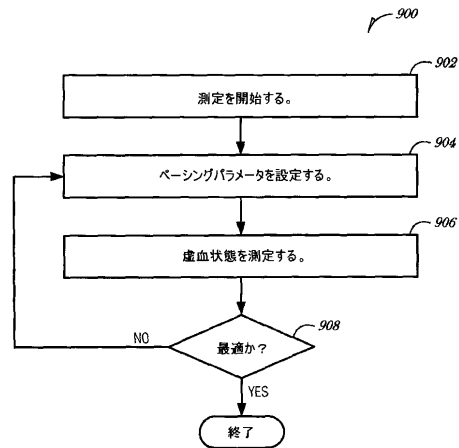 900
902
測定を開始する。
904
ペーシングパラメータを設定する。
906
虚血状態を測定する。
908
最適か?
NO
YES
終了